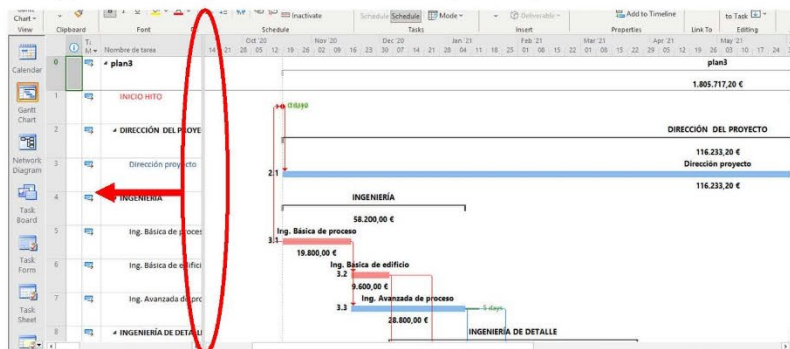 Gantt
Chart
Inactivate
Schedule Schedule Mode
Deliverable
Add to Timeline
to Task
View Clipboard Font Schedule Tasks Insert Properties Link To Editing
Oct '20 Nov '20 Dec '20 Jan '21 Feb '21 Mar '21 Apr '21 May '21
Nombre de tarea 14 21 28 05 12 19 26 02 09 16 23 30 07 14 21 28 04 11 18 25 01 08 15 22 01 08 15 22 29 05 12 19 26 03 10 17 24
Calendar
Gantt
Chart
Network
Diagram
Task
Board
Task
Form
Task
Sheet
0 plan3 plan3
1.805.717,20 €
1 INICIO HITO 0 days
2 DIRECCIÓN DEL PROYE DIRECCIÓN DEL PROYECTO
116.233,20 €
3 Dirección proyecto 2.1 Dirección proyecto
116.233,20 €
4 INGENIERÍA INGENIERÍA
58.200,00 €
5 Ing. Básica de proces 3.1 Ing. Básica de proceso
19.800,00 €
6 Ing. Básica de edifici 3.2 Ing. Básica de edificio
9.600,00 €
7 Ing. Avanzada de pro 3.3 Ing. Avanzada de proceso 5 days
28.800,00 €
8 INGENIERÍA DE DETALL INGENIERÍA DE DETALLE